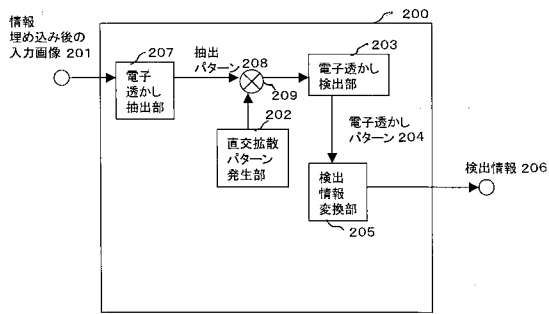 200
情報
埋め込み後の
入力画像 201
207
電子
透かし
抽出部
抽出
パターン 208
209
203
電子透かし
検出部
202
直交拡散
パターン
発生部
電子透かし
パターン 204
検出
情報
変換部
205
検出情報 206